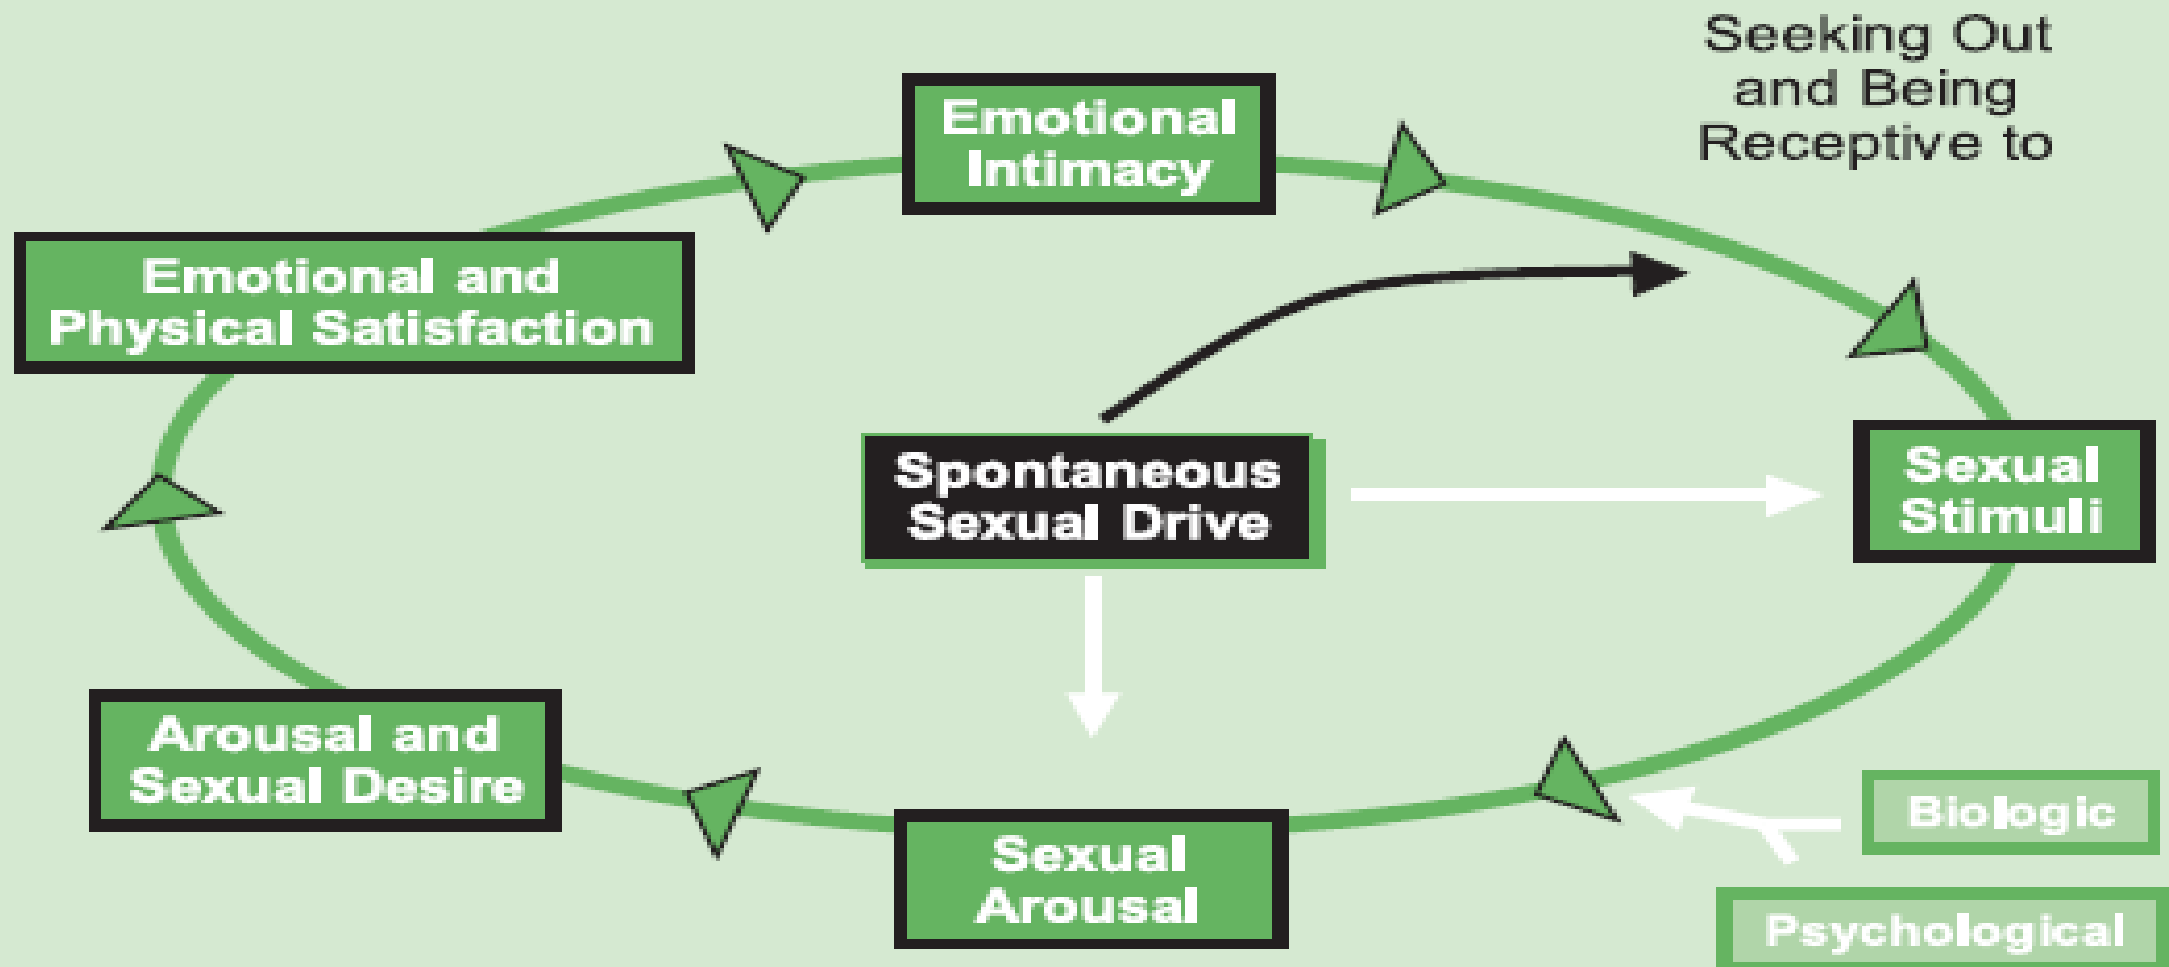 Seeking Out
and Being
Receptive to
Emotional
Intimacy
Emotional and
Physical Satisfaction
Spontaneous
Sexual Drive
Sexual
Stimuli
Arousal and
Sexual Desire
Sexual
Arousal
Biologic
Psychological